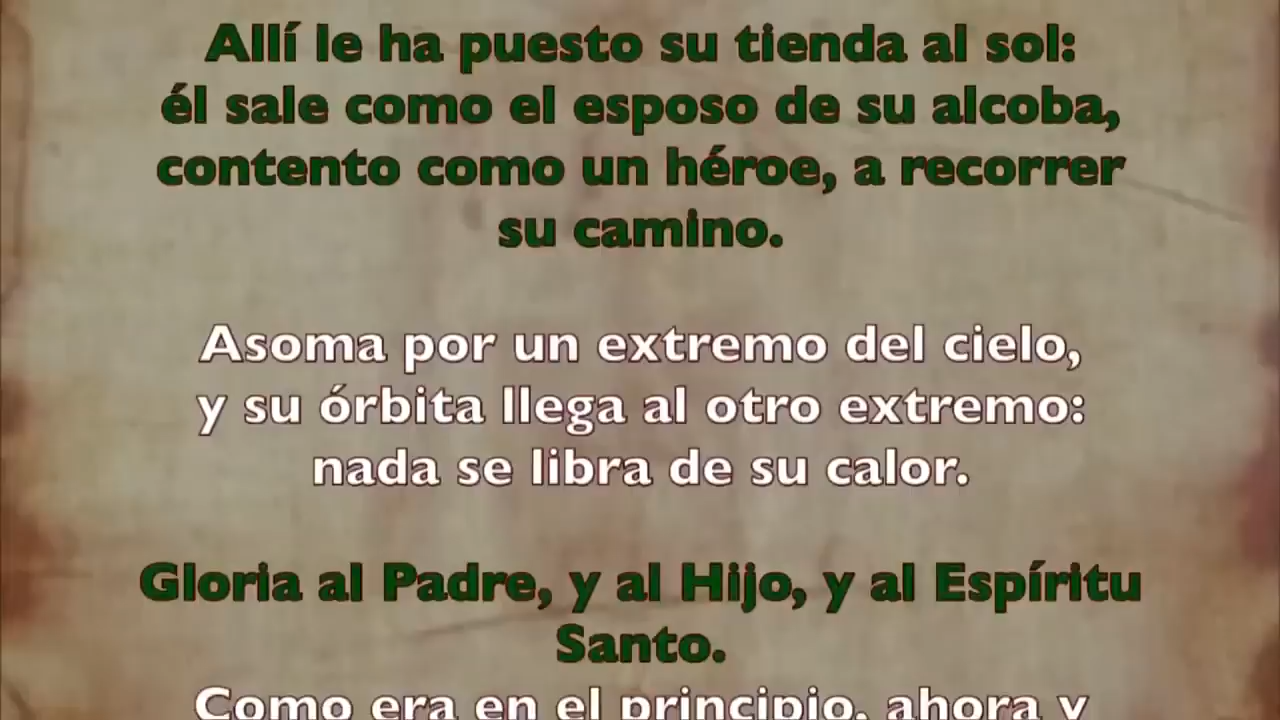 Allí le ha puesto su tienda al sol:
él sale como el esposo de su alcoba,
contento como un héroe, a recorrer
su camino.
Asoma por un extremo del cielo,
y su órbita llega al otro extremo:
nada se libra de su calor.
Gloria al Padre, y al Hijo, y al Espíritu
Santo.
Como era en el principio, ahora y